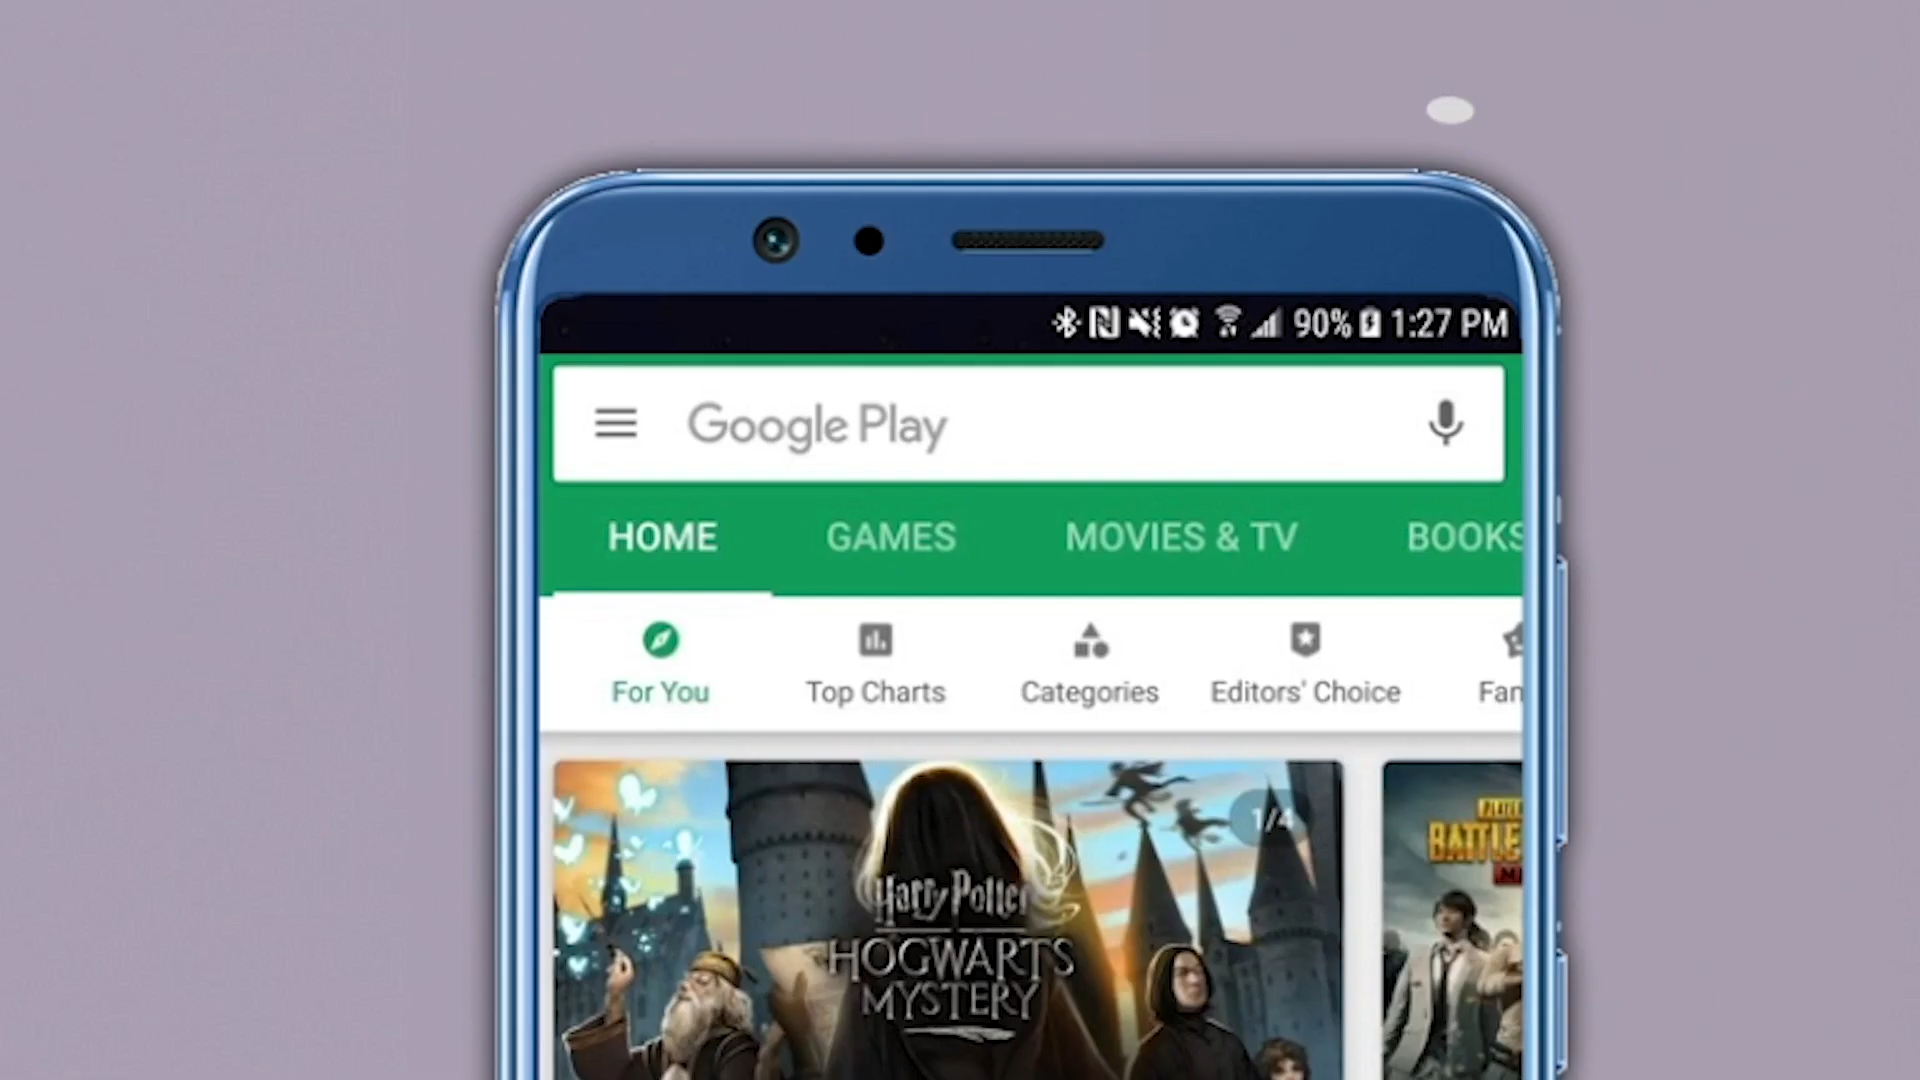 90% 1:27 PM
Google Play
HOME GAMES MOVIES & TV BOOKS
For You Top Charts Categories Editors' Choice Fam
1/4
Harry Potter
HOGWARTS
MYSTERY
BATTLE